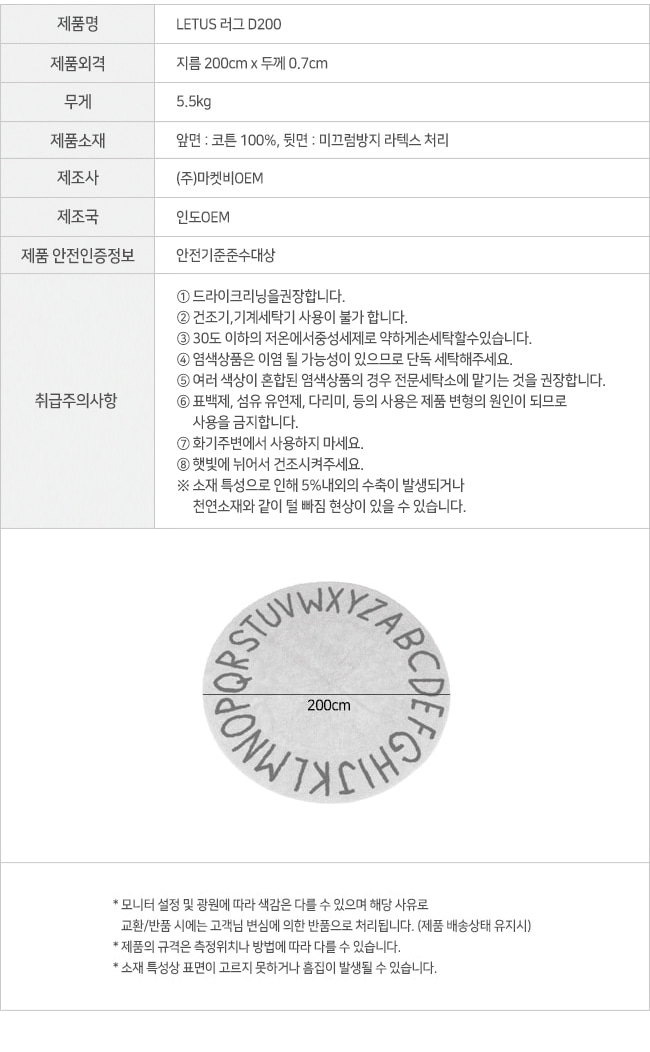 제품명
LETUS 러그 D200
제품외격
지름 200cm x 두께 0.7cm
무게
5.5kg
제품소재
앞면 : 코튼 100%, 뒷면 : 미끄럼방지 라텍스 처리
제조사
(주)마켓비OEM
제조국
인도OEM
제품 안전인증정보
안전기준준수대상
취급주의사항
① 드라이크리닝을권장합니다.
② 건조기,기계세탁기 사용이 불가 합니다.
③ 30도 이하의 저온에서중성세제로 약하게손세탁할수있습니다.
④ 염색상품은 이염 될 가능성이 있으므로 단독 세탁해주세요.
⑤ 여러 색상이 혼합된 염색상품의 경우 전문세탁소에 맡기는 것을 권장합니다.
⑥ 표백제, 섬유 유연제, 다리미, 등의 사용은 제품 변형의 원인이 되므로
사용을 금지합니다.
⑦ 화기주변에서 사용하지 마세요.
⑧ 햇빛에 뉘어서 건조시켜주세요.
※ 소재 특성으로 인해 5%내외의 수축이 발생되거나
천연소재와 같이 털 빠짐 현상이 있을 수 있습니다.
ABCDEFGHIJKLMNOPQRSTUVWXYZ
200cm
* 모니터 설정 및 광원에 따라 색감은 다를 수 있으며 해당 사유로
교환/반품 시에는 고객님 변심에 의한 반품으로 처리됩니다. (제품 배송상태 유지시)
* 제품의 규격은 측정위치나 방법에 따라 다를 수 있습니다.
* 소재 특성상 표면이 고르지 못하거나 흠집이 발생될 수 있습니다.